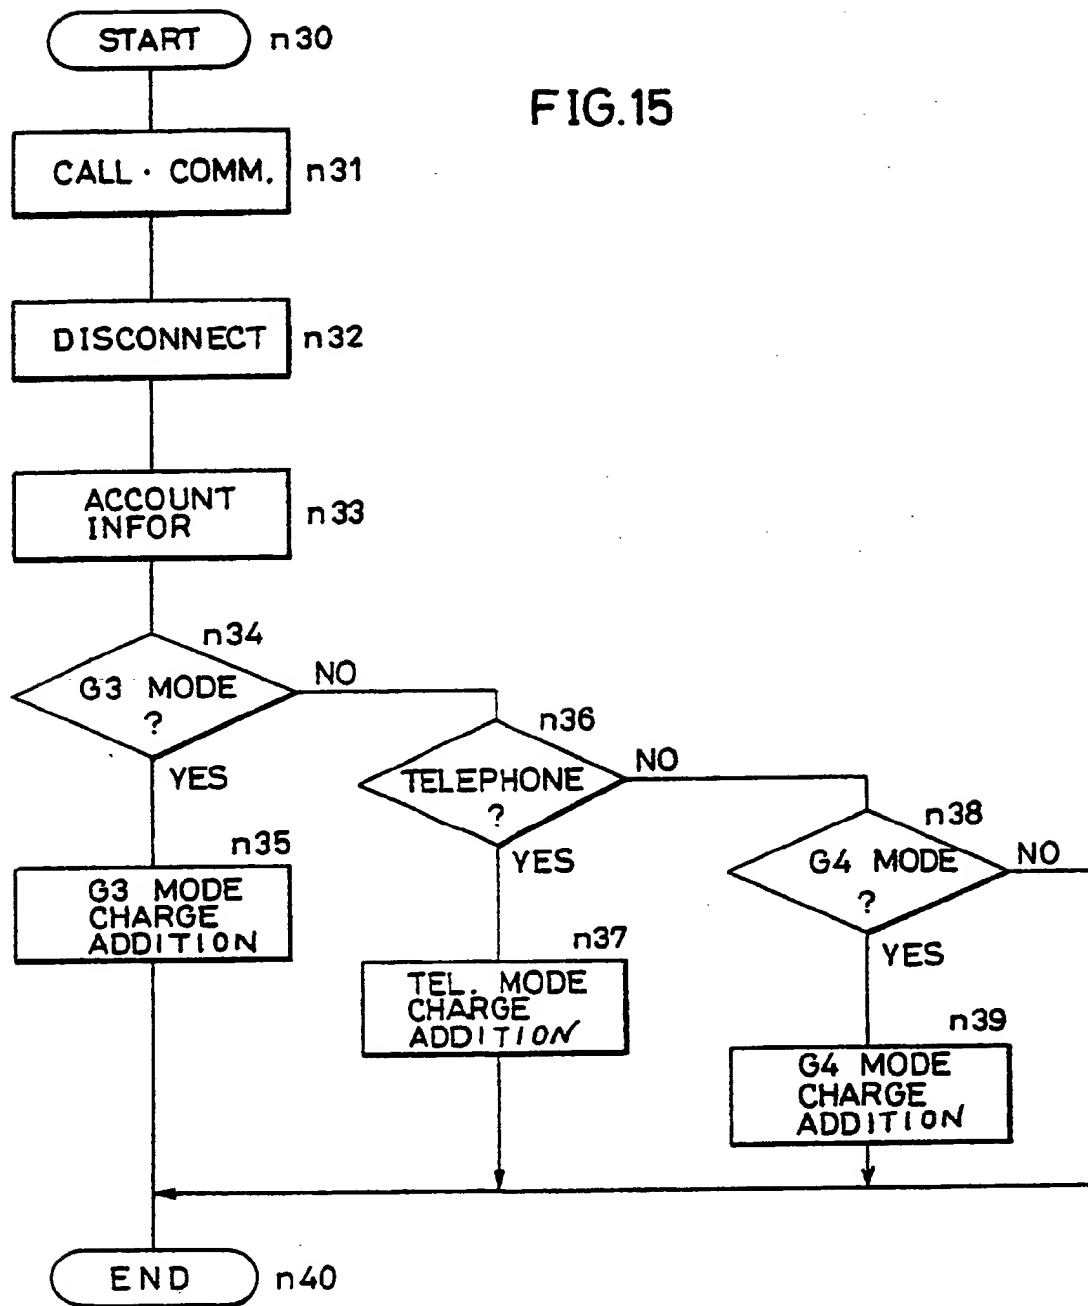 START n30
FIG.15
CALL · COMM. n31
DISCONNECT n32
ACCOUNT
INFOR
n33
n34
G3 MODE
?
NO
YES
n36
TELEPHONE
?
NO
YES
n38
G4 MODE
?
NO
YES
n35
G3 MODE
CHARGE
ADDITION
n37
TEL. MODE
CHARGE
ADDITION
n39
G4 MODE
CHARGE
ADDITION
END n40